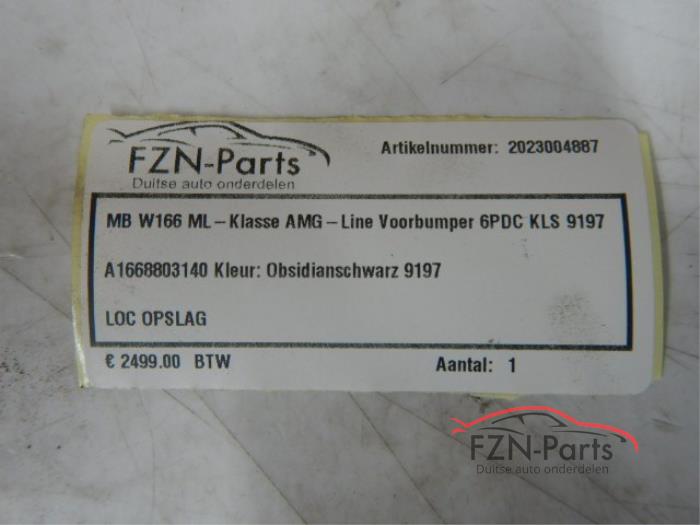 FZN-Parts
Duitse auto onderdelen
Artikelnummer: 2023004887
MB W166 ML-Klasse AMG-Line Voorbumper 6PDC KLS 9197
A1668803140 Kleur: Obsidianschwarz 9197
LOC OPSLAG
€ 2499.00 BTW
Aantal: 1
FZN-Parts
Duitse auto onderdelen